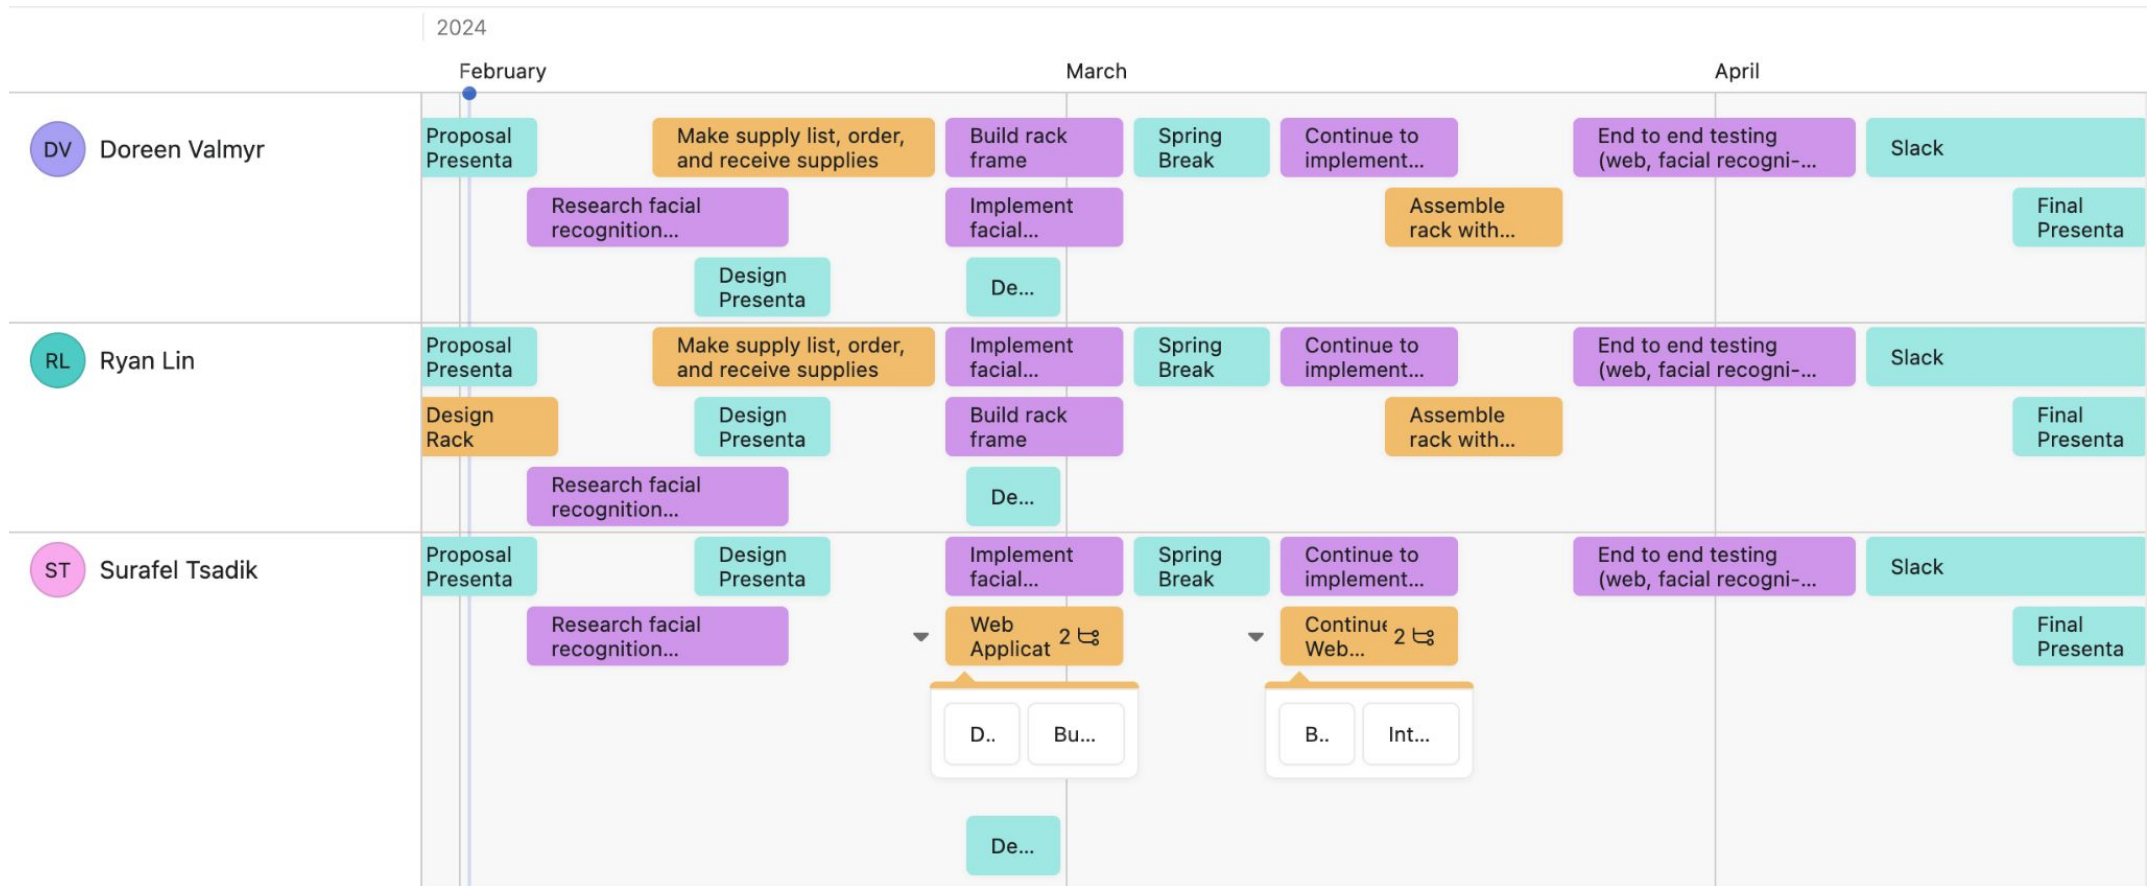 2024
February
March
April
DV
Doreen Valmyr
Proposal
Presenta
Make supply list, order,
and receive supplies
Build rack
frame
Spring
Break
Continue to
implement...
End to end testing
(web, facial recogni-...
Slack
Research facial
recognition...
Implement
facial...
Assemble
rack with...
Final
Presenta
Design
Presenta
De...
RL
Ryan Lin
Proposal
Presenta
Make supply list, order,
and receive supplies
Implement
facial...
Spring
Break
Continue to
implement...
End to end testing
(web, facial recogni-...
Slack
Design
Rack
Design
Presenta
Build rack
frame
Assemble
rack with...
Final
Presenta
Research facial
recognition...
De...
ST
Surafel Tsadik
Proposal
Presenta
Design
Presenta
Implement
facial...
Spring
Break
Continue to
implement...
End to end testing
(web, facial recogni-...
Slack
Research facial
recognition...
Web
Applicat
2
Continue
Web...
2
Final
Presenta
D..
Bu...
B..
Int...
De...